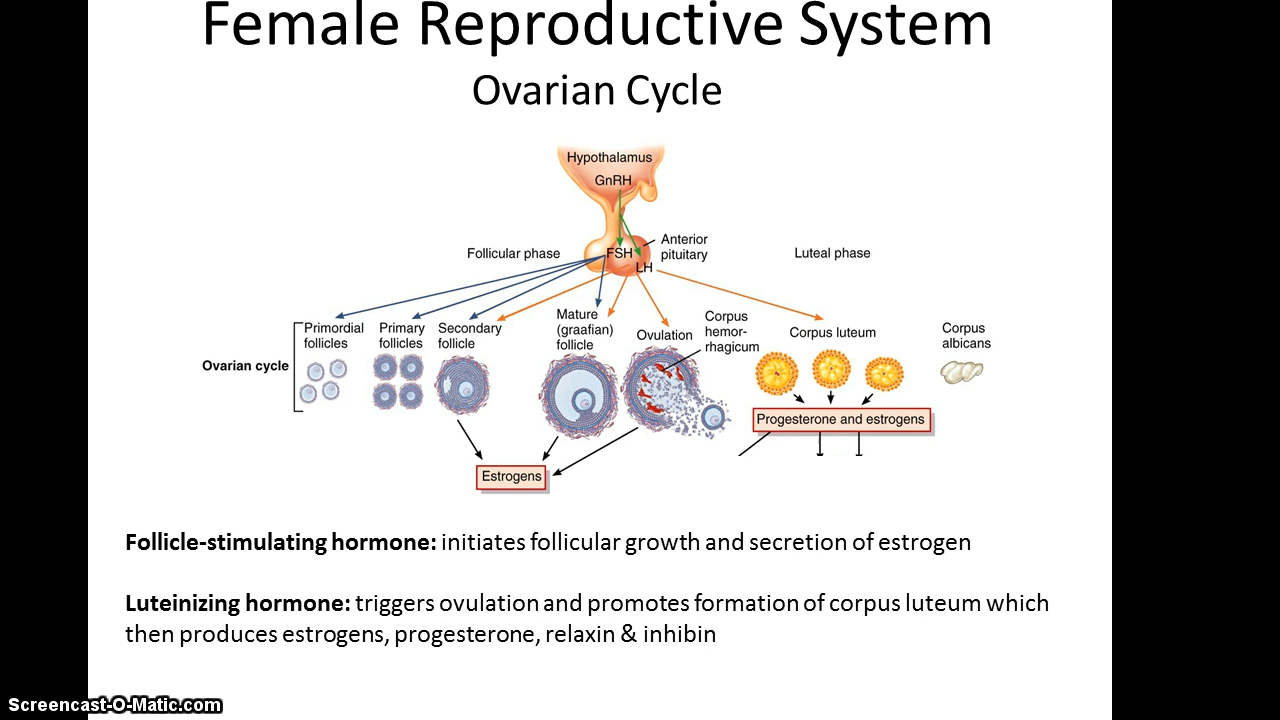 Female Reproductive System
Ovarian Cycle
Hypothalamus
GnRH
Follicular phase
FSH
LH
Anterior
pituitary
Luteal phase
Ovarian cycle
Primordial
follicles
Primary
follicles
Secondary
follicle
Mature
(graafian)
follicle
Ovulation
Corpus
hemor-
rhagicum
Corpus luteum
Corpus
albicans
Progesterone and estrogens
Estrogens
Follicle-stimulating hormone: initiates follicular growth and secretion of estrogen
Luteinizing hormone: triggers ovulation and promotes formation of corpus luteum which
then produces estrogens, progesterone, relaxin & inhibin
Screencast-O-Matic.com